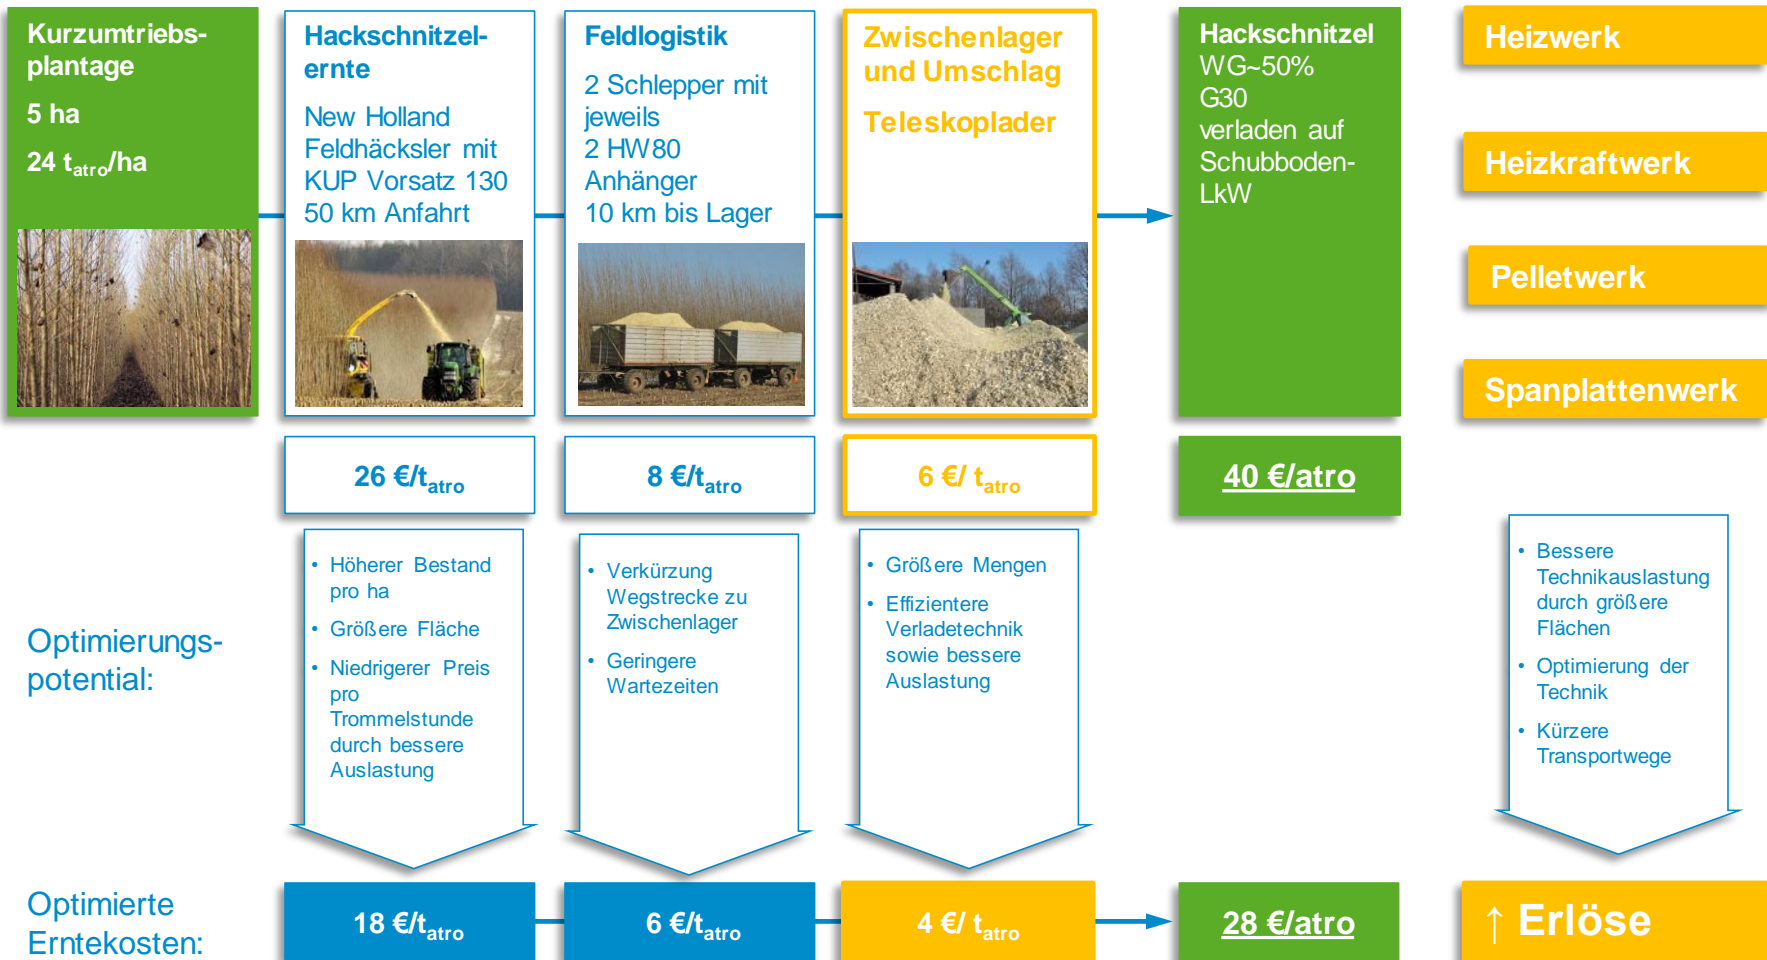 Kurzumtriebs-
plantage
5 ha
24 tatro/ha
Hackschnitzel-
ernte
New Holland
Feldhäcksler mit
KUP Vorsatz 130
50 km Anfahrt
Feldlogistik
2 Schlepper mit
jeweils
2 HW80
Anhänger
10 km bis Lager
Zwischenlager
und Umschlag
Teleskoplader
Hackschnitzel
WG~50%
G30
verladen auf
Schubboden-
LkW
Heizwerk
Heizkraftwerk
Pelletwerk
Spanplattenwerk
26 €/tatro
8 €/tatro
6 €/ tatro
40 €/atro
Optimierungs-
potential:
• Höherer Bestand
pro ha
• Größere Fläche
• Niedrigerer Preis
pro
Trommelstunde
durch bessere
Auslastung
• Verkürzung
Wegstrecke zu
Zwischenlager
• Geringere
Wartezeiten
• Größere Mengen
• Effizientere
Verladetechnik
sowie bessere
Auslastung
• Bessere
Technikauslastung
durch größere
Flächen
• Optimierung der
Technik
• Kürzere
Transportwege
Optimierte
Erntekosten:
18 €/tatro
6 €/tatro
4 €/ tatro
28 €/atro
↑ Erlöse